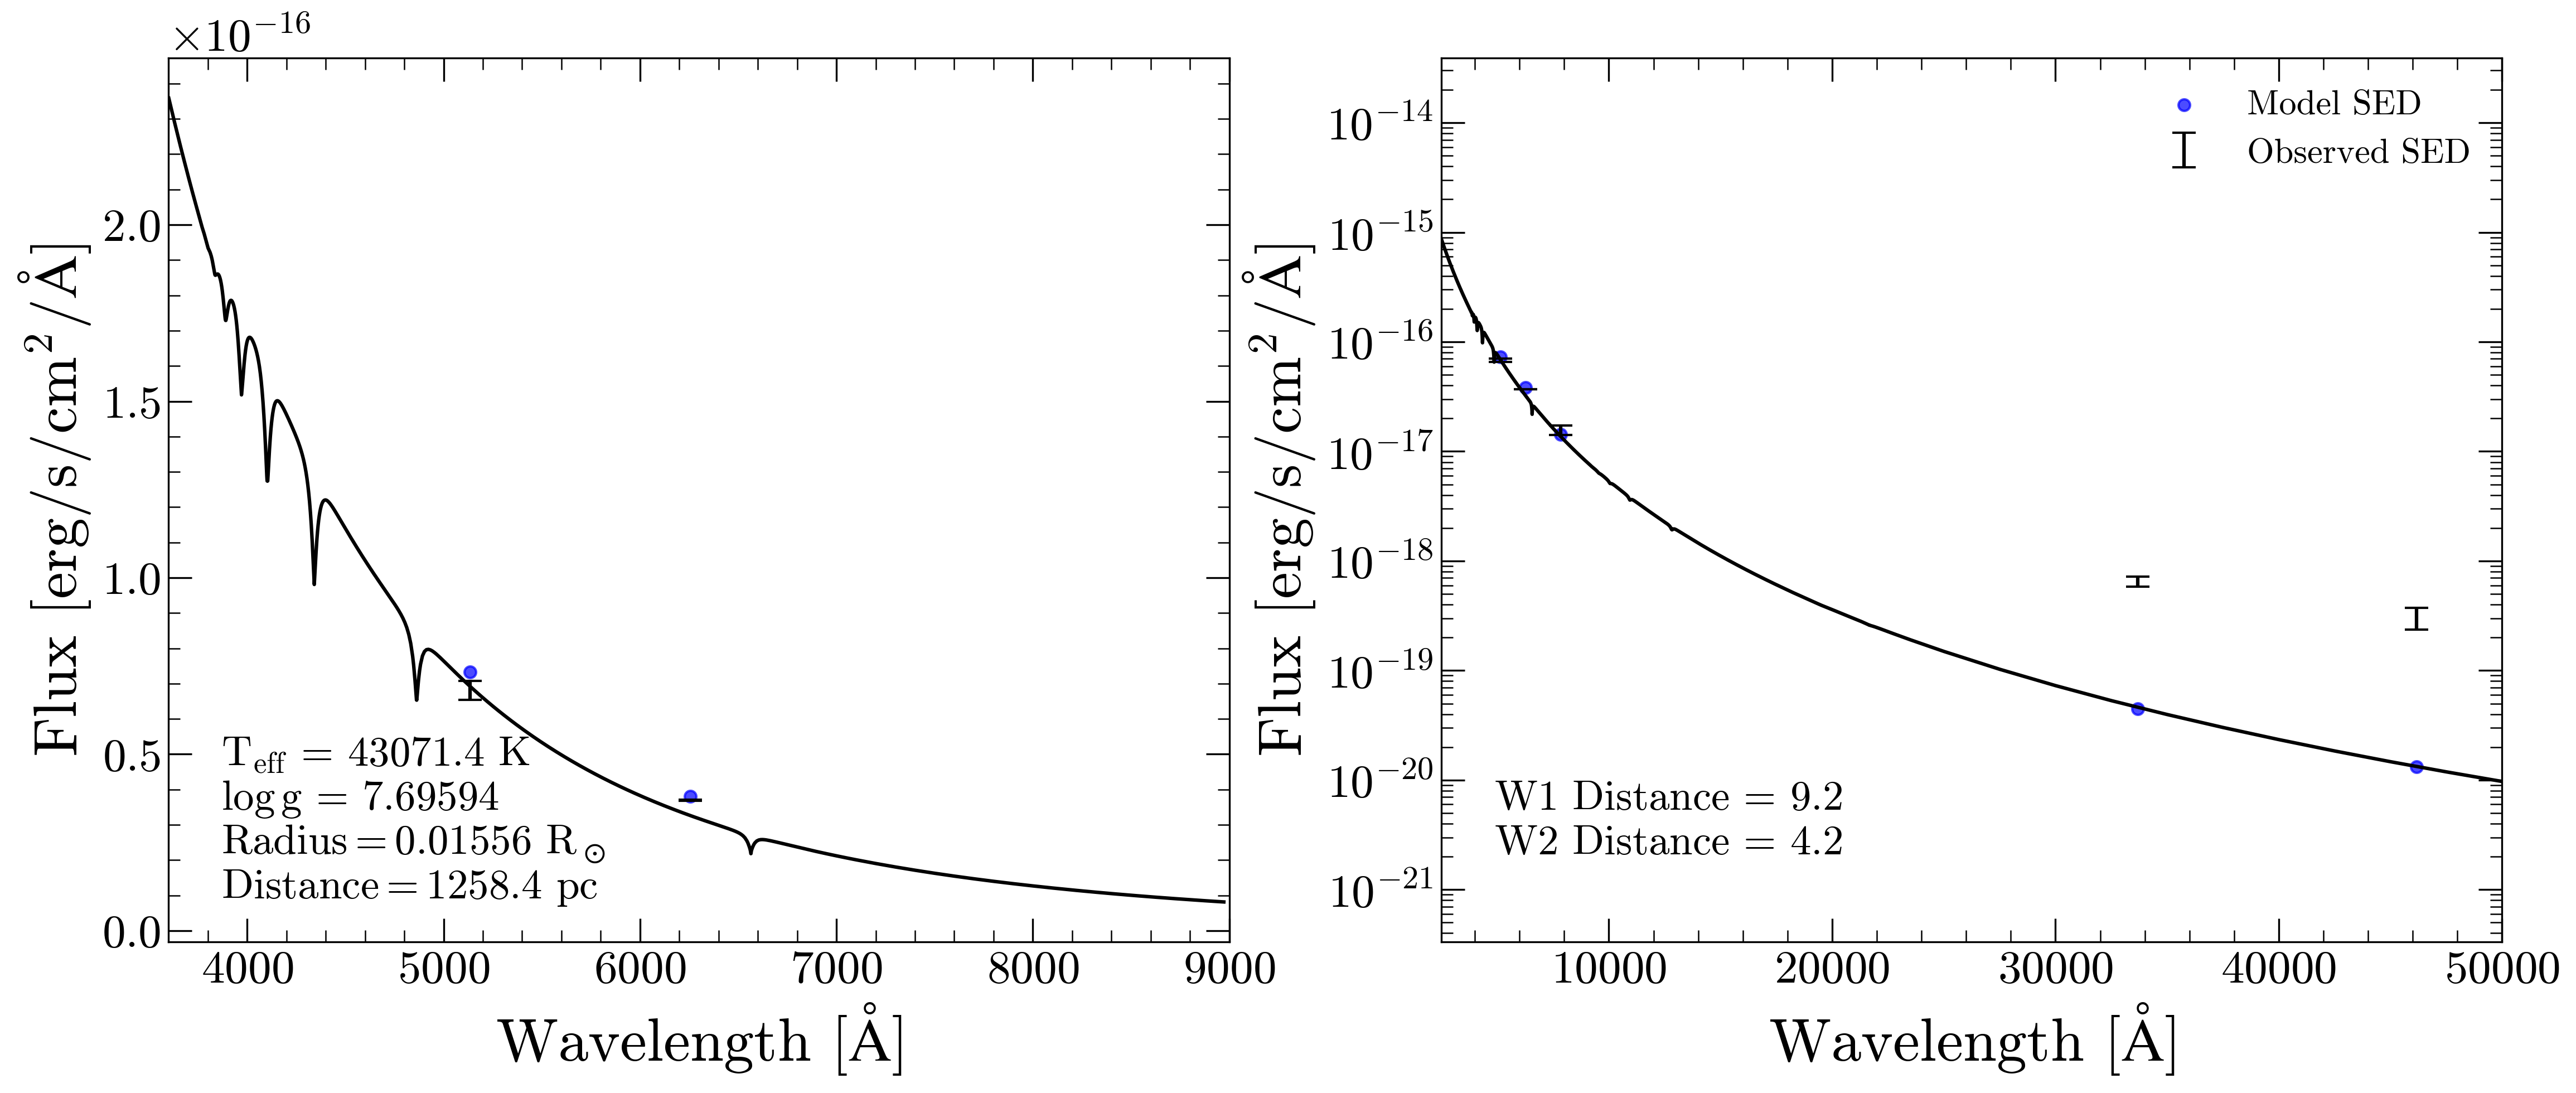 ×10⁻¹⁶
Flux [erg/s/cm²/Å]
2.0
1.5
1.0
0.5
0.0
T_eff = 43071.4 K
log g = 7.69594
Radius = 0.01556 R_⊙
Distance = 1258.4 pc
4000 5000 6000 7000 8000 9000
Wavelength [Å]
Flux [erg/s/cm²/Å]
10⁻¹⁴
10⁻¹⁵
10⁻¹⁶
10⁻¹⁷
10⁻¹⁸
10⁻¹⁹
10⁻²⁰
10⁻²¹
Model SED
Observed SED
W1 Distance = 9.2
W2 Distance = 4.2
10000 20000 30000 40000 50000
Wavelength [Å]